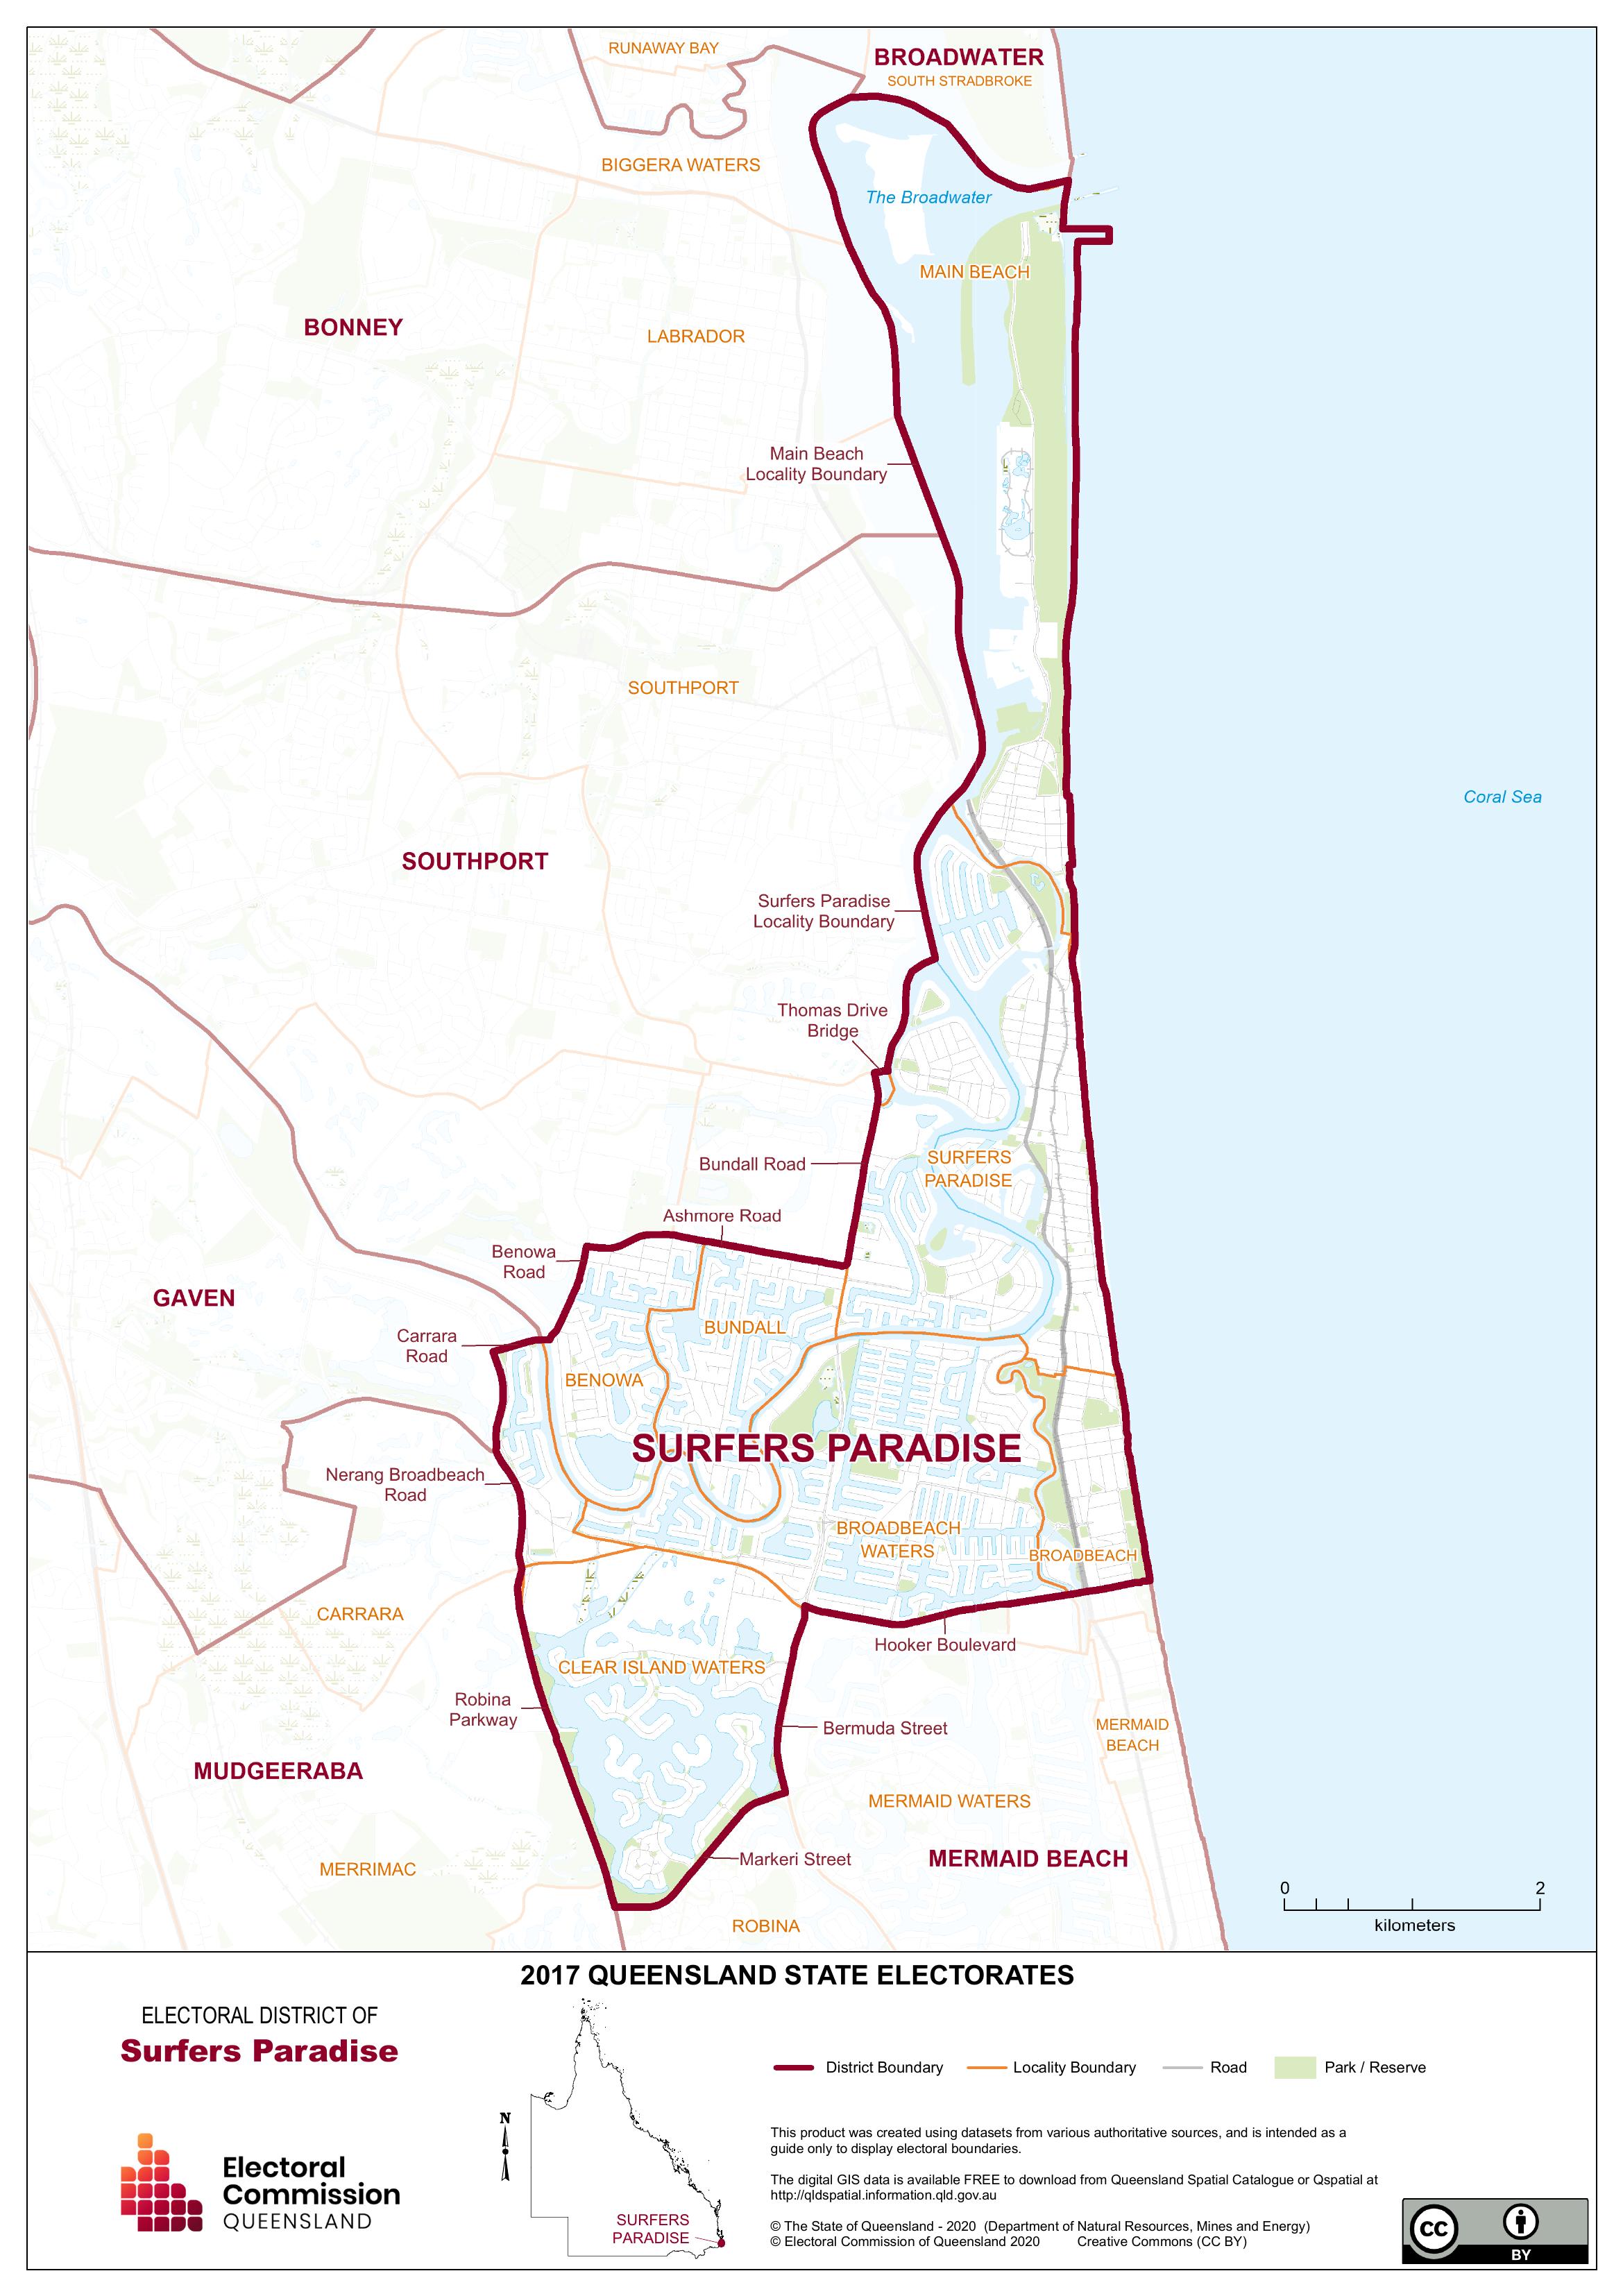 RUNAWAY BAY
BROADWATER
SOUTH STRADBROKE
BIGGERA WATERS
The Broadwater
MAIN BEACH
BONNEY
LABRADOR
Main Beach
Locality Boundary
SOUTHPORT
Coral Sea
SOUTHPORT
Surfers Paradise
Locality Boundary
Thomas Drive
Bridge
Bundall Road
SURFERS
PARADISE
Ashmore Road
Benowa
Road
GAVEN
Carrara
Road
BUNDALL
BENOWA
SURFERS PARADISE
Nerang Broadbeach
Road
BROADBEACH
WATERS
BROADBEACH
CARRARA
Hooker Boulevard
CLEAR ISLAND WATERS
Robina
Parkway
Bermuda Street
MERMAID
BEACH
MUDGEERABA
MERMAID WATERS
Markeri Street
MERMAID BEACH
MERRIMAC
ROBINA
0 2
kilometers
2017 QUEENSLAND STATE ELECTORATES
ELECTORAL DISTRICT OF
Surfers Paradise
District Boundary
Locality Boundary
Road
Park / Reserve
N
SURFERS
PARADISE
Electoral
Commission
QUEENSLAND
This product was created using datasets from various authoritative sources, and is intended as a
guide only to display electoral boundaries.
The digital GIS data is available FREE to download from Queensland Spatial Catalogue or Qspatial at
http://qldspatial.information.qld.gov.au
© The State of Queensland - 2020 (Department of Natural Resources, Mines and Energy)
© Electoral Commission of Queensland 2020 Creative Commons (CC BY)
CC
BY